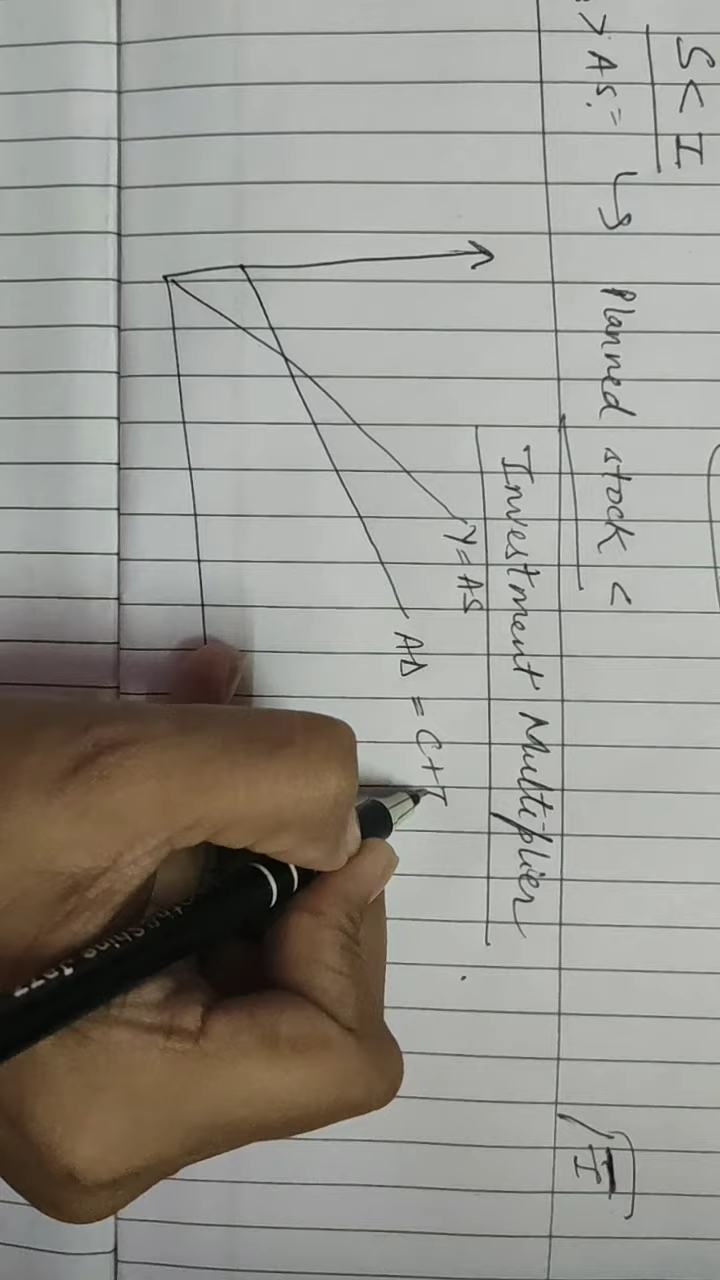 S < I
> AS =
↳ Planned stock <
Investment Multiplier
Y = AS
AD = C+I
I